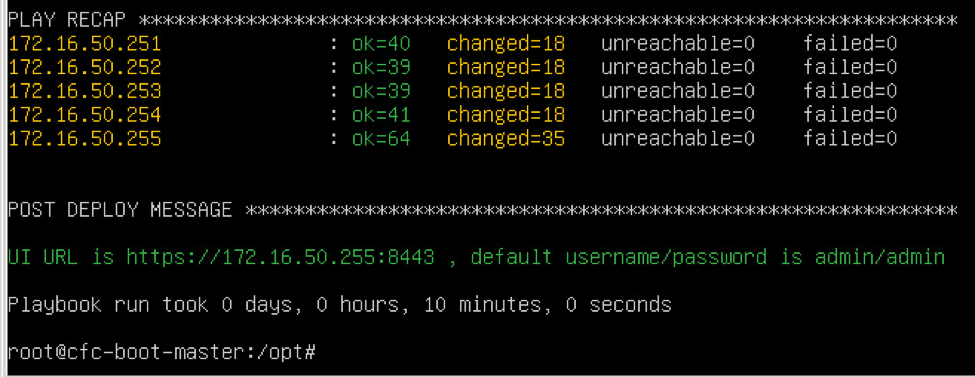 PLAY RECAP *********************************************************************
172.16.50.251 : ok=40 changed=18 unreachable=0 failed=0
172.16.50.252 : ok=39 changed=18 unreachable=0 failed=0
172.16.50.253 : ok=39 changed=18 unreachable=0 failed=0
172.16.50.254 : ok=41 changed=18 unreachable=0 failed=0
172.16.50.255 : ok=64 changed=35 unreachable=0 failed=0
POST DEPLOY MESSAGE ************************************************************
UI URL is https://172.16.50.255:8443 , default username/password is admin/admin
Playbook run took 0 days, 0 hours, 10 minutes, 0 seconds
root@cfc-boot-master:/opt#